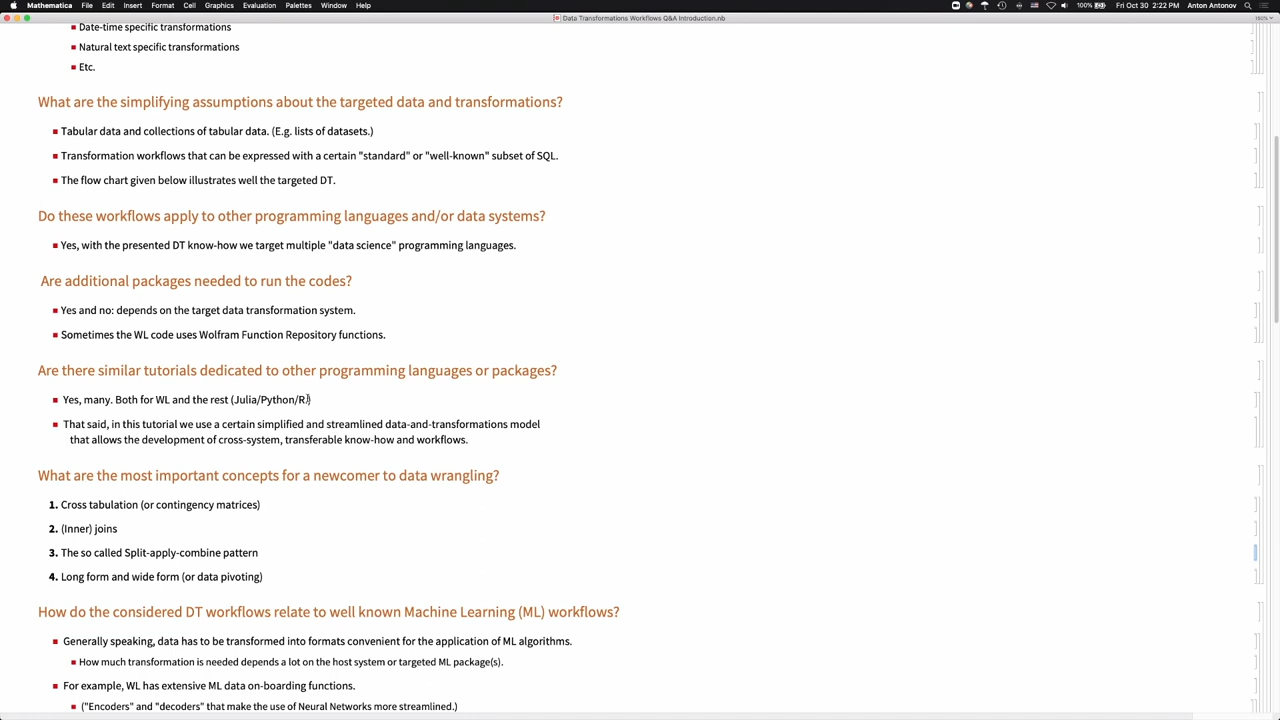 Mathematica File Edit Insert Format Cell Graphics Evaluation Palettes Window Help 100% Fri Oct 30 2:22 PM Anton Antonov
Data Transformations Workflows Q&A Introduction.nb
Date-time specific transformations
Natural text specific transformations
Etc.
What are the simplifying assumptions about the targeted data and transformations?
Tabular data and collections of tabular data. (E.g. lists of datasets.)
Transformation workflows that can be expressed with a certain "standard" or "well-known" subset of SQL.
The flow chart given below illustrates well the targeted DT.
Do these workflows apply to other programming languages and/or data systems?
Yes, with the presented DT know-how we target multiple "data science" programming languages.
Are additional packages needed to run the codes?
Yes and no: depends on the target data transformation system.
Sometimes the WL code uses Wolfram Function Repository functions.
Are there similar tutorials dedicated to other programming languages or packages?
Yes, many. Both for WL and the rest (Julia/Python/R)
That said, in this tutorial we use a certain simplified and streamlined data-and-transformations model
that allows the development of cross-system, transferable know-how and workflows.
What are the most important concepts for a newcomer to data wrangling?
1. Cross tabulation (or contingency matrices)
2. (Inner) joins
3. The so called Split-apply-combine pattern
4. Long form and wide form (or data pivoting)
How do the considered DT workflows relate to well known Machine Learning (ML) workflows?
Generally speaking, data has to be transformed into formats convenient for the application of ML algorithms.
How much transformation is needed depends a lot on the host system or targeted ML package(s).
For example, WL has extensive ML data on-boarding functions.
("Encoders" and "decoders" that make the use of Neural Networks more streamlined.)